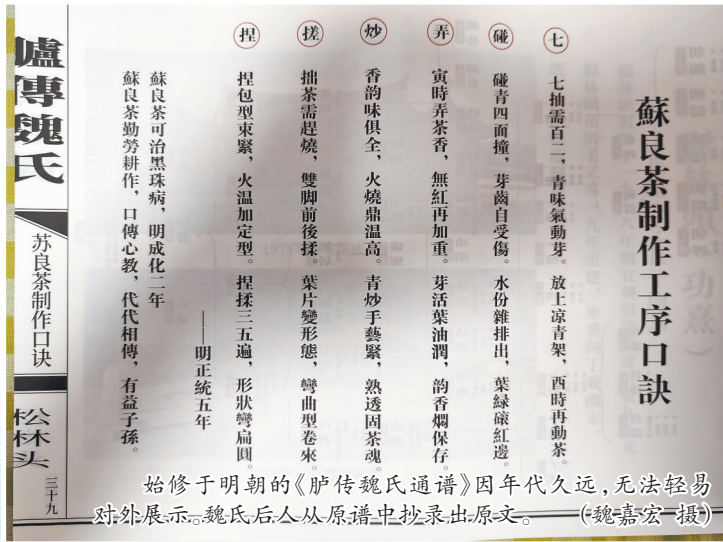 蘇良茶制作工序口訣
七 七抽需百二，青味氣動芽。放上凉青架，酉時再動茶。
碰 碰青四面撞，芽齒自受傷。水份雜排出，葉緑磙紅邊。
弄 寅時弄茶香，無紅再加重。芽活葉油潤，韵香燜保存。
炒 香韵味俱全，火燒鼎温高。青炒手藝緊，熟透固茶魂。
搓 拙茶需趕燒，雙脚前後揉。葉片變形態，彎曲型卷來。
捏 捏包型束緊，火温加定型。捏揉三五遍，形狀彎扁圓。
——明正統五年
蘇良茶可治黑珠病，明成化二年
蘇良茶勤勞耕作，口傳心教，代代相傳，有益子孫。
臚傳魏氏
苏良茶制作口诀
松林头
三十九
始修于明朝的《胪传魏氏通谱》因年代久远，无法轻易
对外展示。魏氏后人从原谱中抄录出原文。 （魏嘉宏 摄）